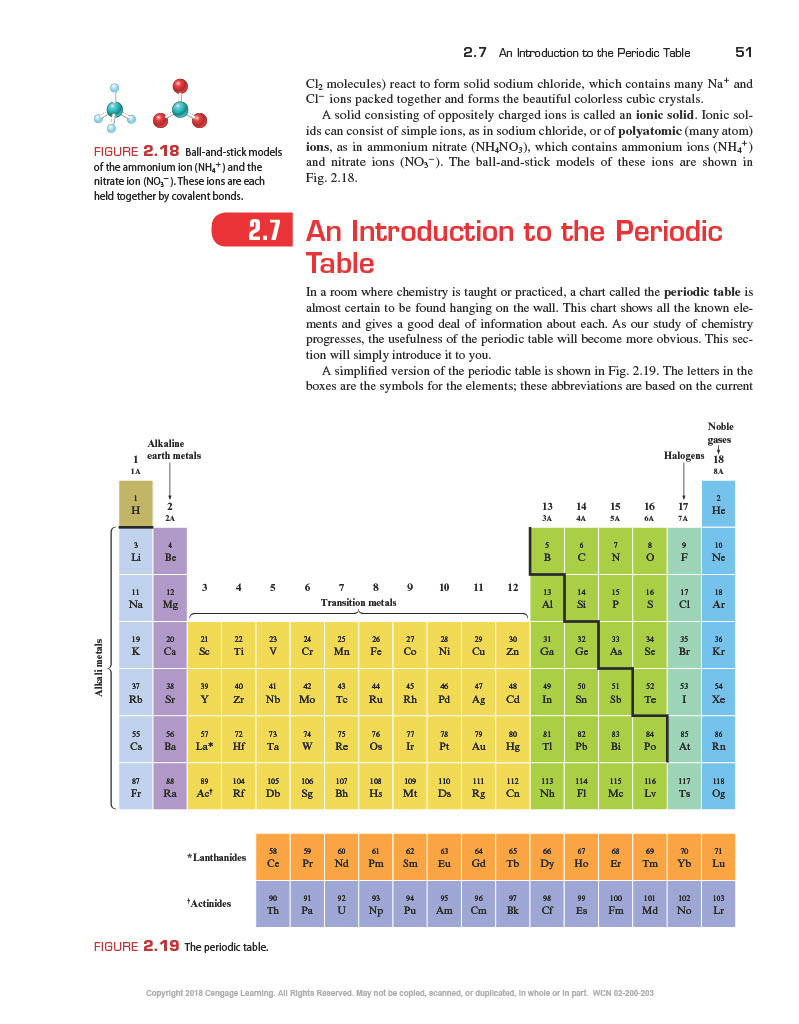 2.7 An Introduction to the Periodic Table 51
Cl₂ molecules) react to form solid sodium chloride, which contains many Na⁺ and
Cl⁻ ions packed together and forms the beautiful colorless cubic crystals.
A solid consisting of oppositely charged ions is called an ionic solid. Ionic sol-
ids can consist of simple ions, as in sodium chloride, or of polyatomic (many atom)
ions, as in ammonium nitrate (NH₄NO₃), which contains ammonium ions (NH₄⁺)
and nitrate ions (NO₃⁻). The ball-and-stick models of these ions are shown in
Fig. 2.18.
FIGURE 2.18 Ball-and-stick models
of the ammonium ion (NH₄⁺) and the
nitrate ion (NO₃⁻). These ions are each
held together by covalent bonds.
2.7 An Introduction to the Periodic
Table
In a room where chemistry is taught or practiced, a chart called the periodic table is
almost certain to be found hanging on the wall. This chart shows all the known ele-
ments and gives a good deal of information about each. As our study of chemistry
progresses, the usefulness of the periodic table will become more obvious. This sec-
tion will simply introduce it to you.
A simplified version of the periodic table is shown in Fig. 2.19. The letters in the
boxes are the symbols for the elements; these abbreviations are based on the current
Noble
gases
Alkaline
earth metals
Halogens
1 18
1A 8A
1 2
H He
2 13 14 15 16 17
2A 3A 4A 5A 6A 7A
3 4 5 6 7 8 9 10
Li Be B C N O F Ne
3 4 5 6 7 8 9 10 11 12
Transition metals
11 12 13 14 15 16 17 18
Na Mg Al Si P S Cl Ar
Alkali metals
19 20 21 22 23 24 25 26 27 28 29 30 31 32 33 34 35 36
K Ca Sc Ti V Cr Mn Fe Co Ni Cu Zn Ga Ge As Se Br Kr
37 38 39 40 41 42 43 44 45 46 47 48 49 50 51 52 53 54
Rb Sr Y Zr Nb Mo Tc Ru Rh Pd Ag Cd In Sn Sb Te I Xe
55 56 57 72 73 74 75 76 77 78 79 80 81 82 83 84 85 86
Cs Ba La* Hf Ta W Re Os Ir Pt Au Hg Tl Pb Bi Po At Rn
87 88 89 104 105 106 107 108 109 110 111 112 113 114 115 116 117 118
Fr Ra Ac† Rf Db Sg Bh Hs Mt Ds Rg Cn Nh Fl Mc Lv Ts Og
*Lanthanides
58 59 60 61 62 63 64 65 66 67 68 69 70 71
Ce Pr Nd Pm Sm Eu Gd Tb Dy Ho Er Tm Yb Lu
†Actinides
90 91 92 93 94 95 96 97 98 99 100 101 102 103
Th Pa U Np Pu Am Cm Bk Cf Es Fm Md No Lr
FIGURE 2.19 The periodic table.
Copyright 2018 Cengage Learning. All Rights Reserved. May not be copied, scanned, or duplicated, in whole or in part. WCN 02-200-203